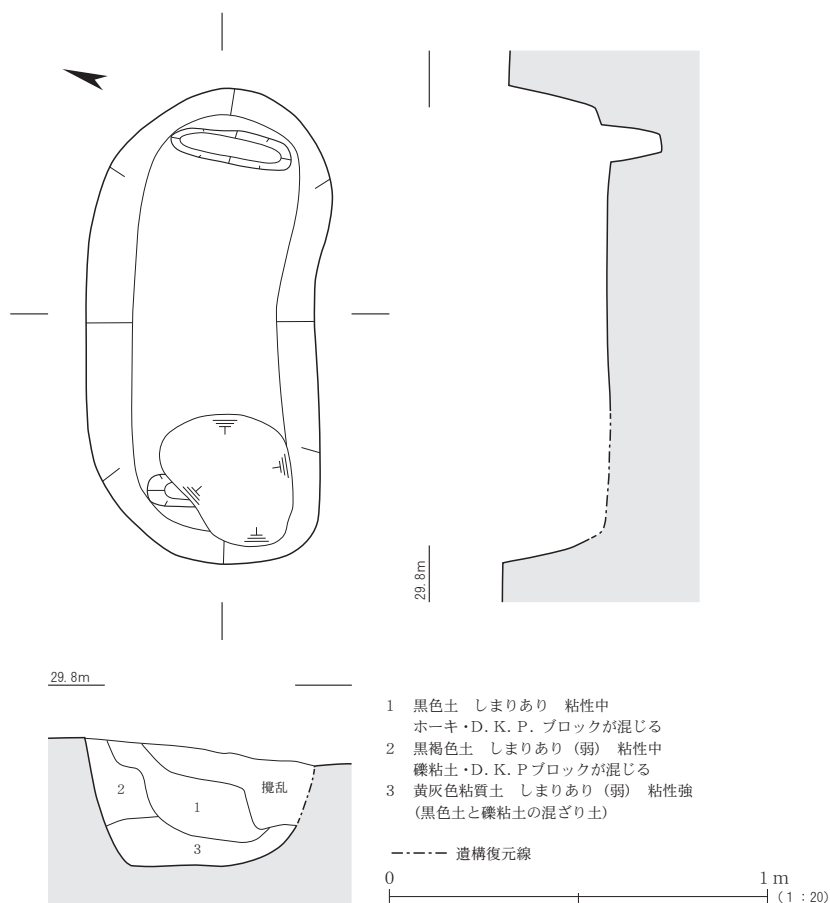 29.8m
29.8m
2
1
攪乱
3
1 黒色土 しまりあり 粘性中
ホーキ・D.K.P. ブロックが混じる
2 黒褐色土 しまりあり(弱) 粘性中
礫粘土・D.K.Pブロックが混じる
3 黄灰色粘質土 しまりあり(弱) 粘性強
(黒色土と礫粘土の混ざり土)
遺構復元線
0 1m
(1:20)